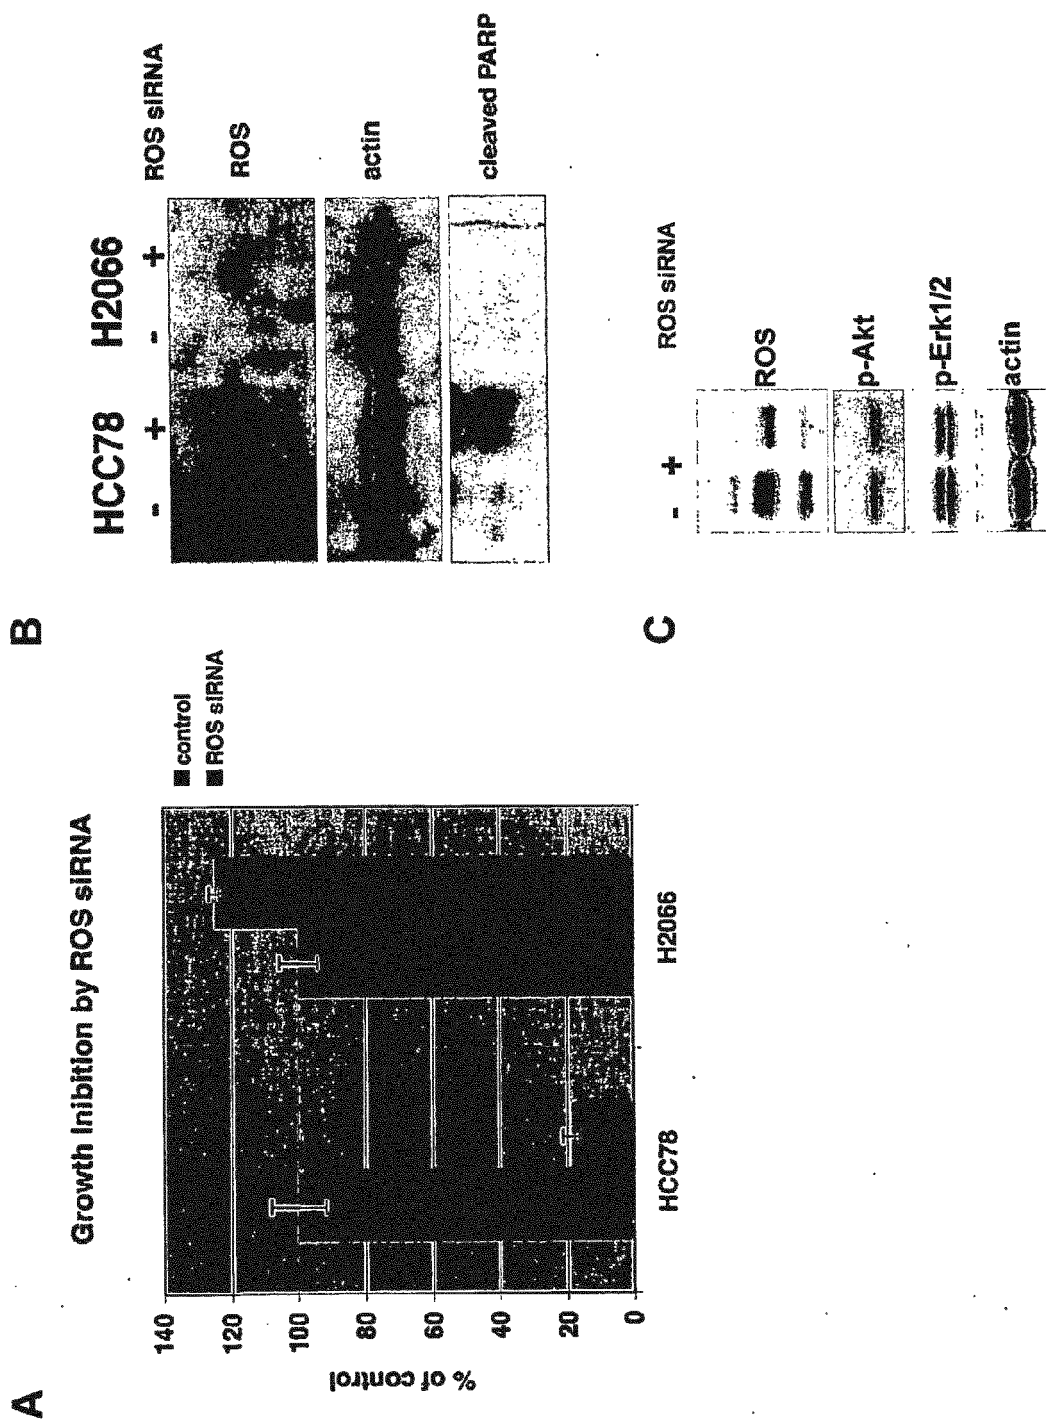 A
Growth Inibition by ROS siRNA
control
ROS siRNA
% of control
140
120
100
80
60
40
20
0
HCC78
H2066
B
HCC78 H2066
- + - + ROS siRNA
ROS
actin
cleaved PARP
C
- + ROS siRNA
ROS
p-Akt
p-Erk1/2
actin